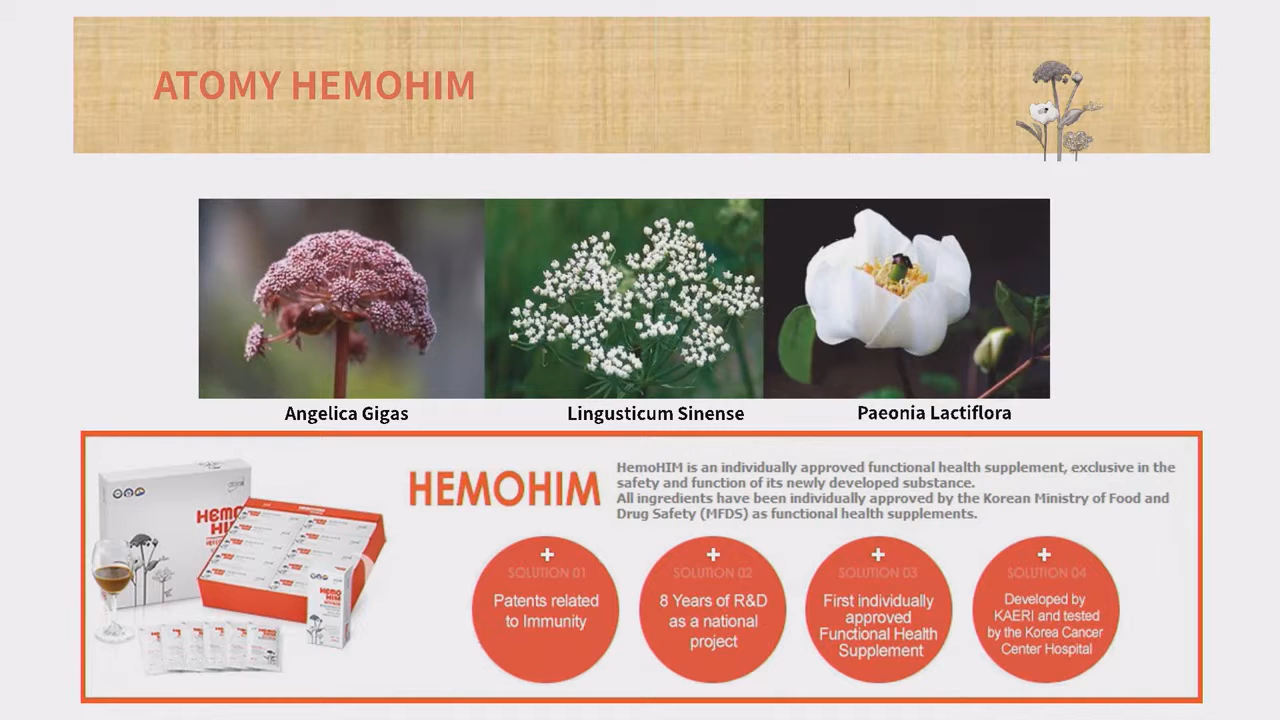 ATOMY HEMOHIM
Angelica Gigas
Lingusticum Sinense
Paeonia Lactiflora
HEMOHIM
HemoHIM is an individually approved functional health supplement, exclusive in the
safety and function of its newly developed substance.
All ingredients have been individually approved by the Korean Ministry of Food and
Drug Safety (MFDS) as functional health supplements.
SOLUTION 01
Patents related
to Immunity
SOLUTION 02
8 Years of R&D
as a national
project
SOLUTION 03
First individually
approved
Functional Health
Supplement
SOLUTION 04
Developed by
KAERI and tested
by the Korea Cancer
Center Hospital
HEMO
HIM